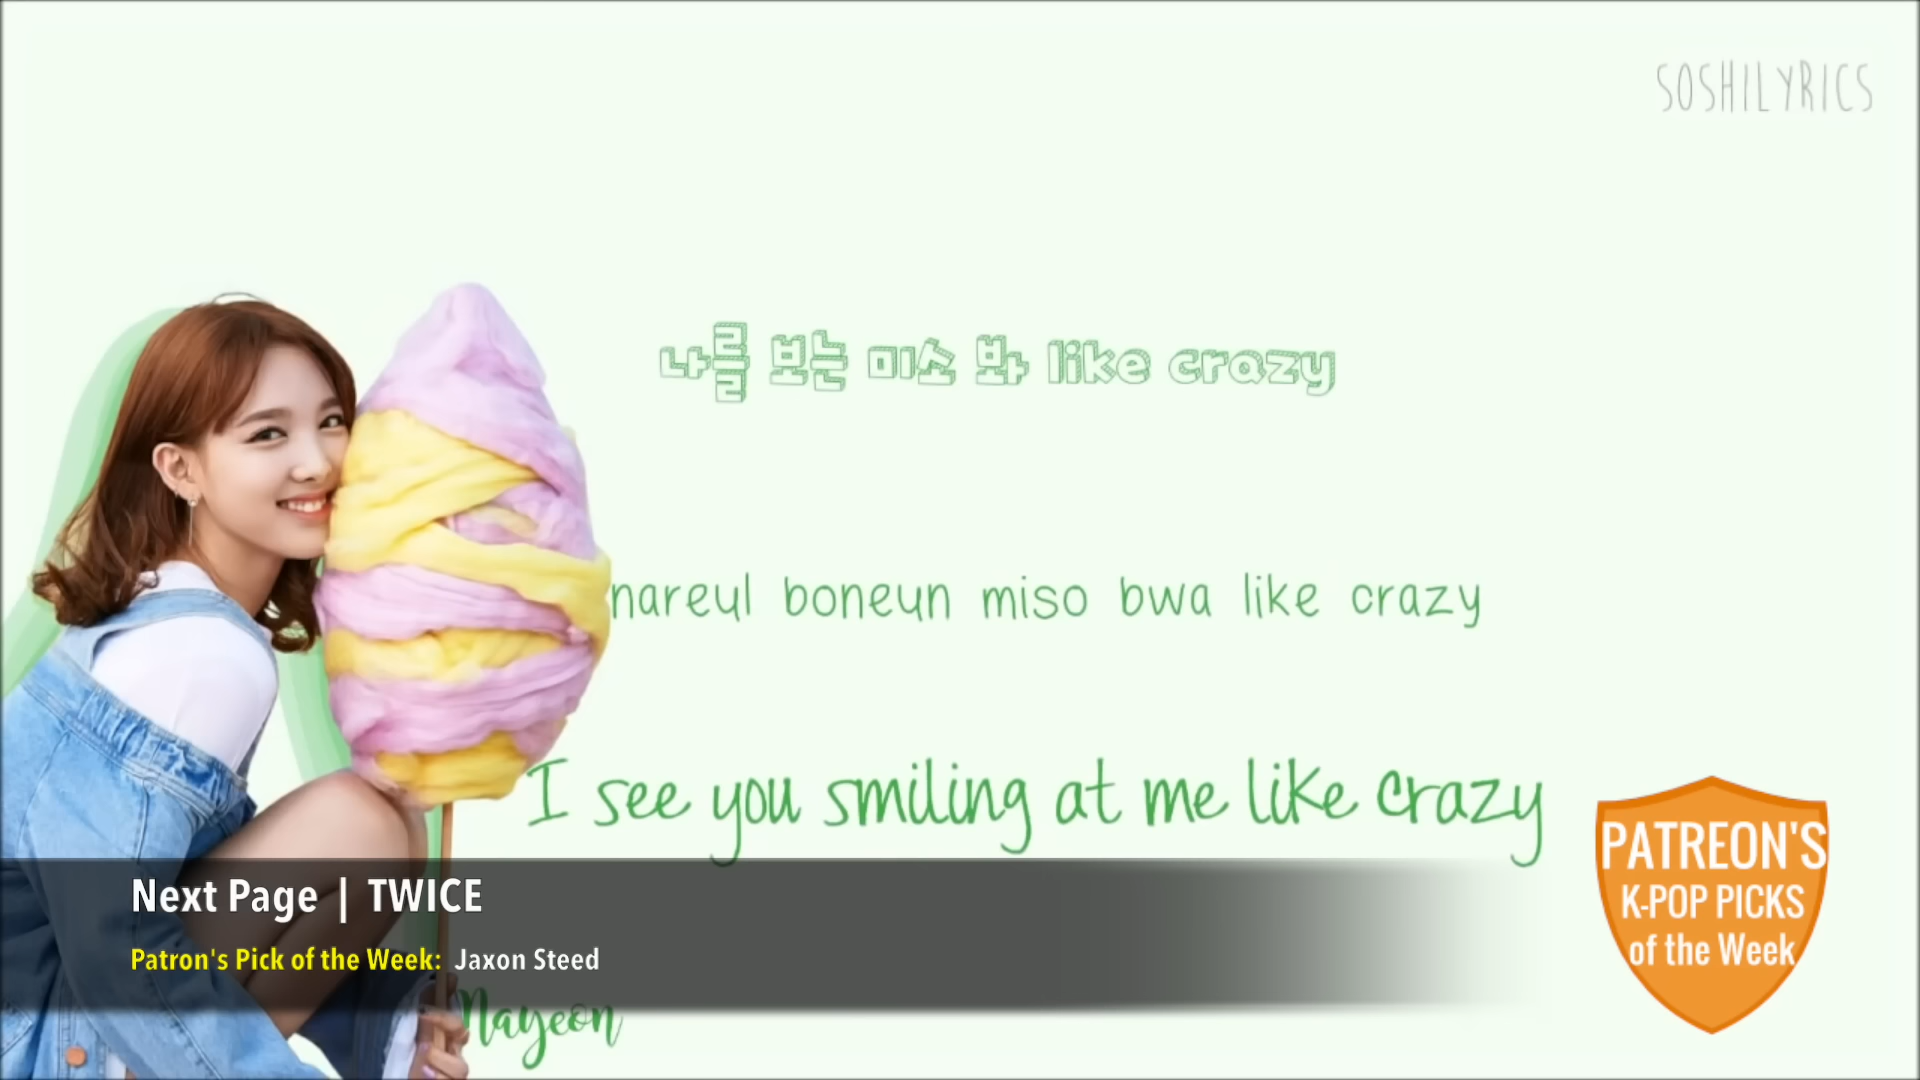 SOSHILYRICS
나를 보는 미소 봐 like crazy
nareul boneun miso bwa like crazy
I see you smiling at me like crazy
Next Page | TWICE
Patron's Pick of the Week: Jaxon Steed
Nayeon
PATREON'S
K-POP PICKS
of the Week